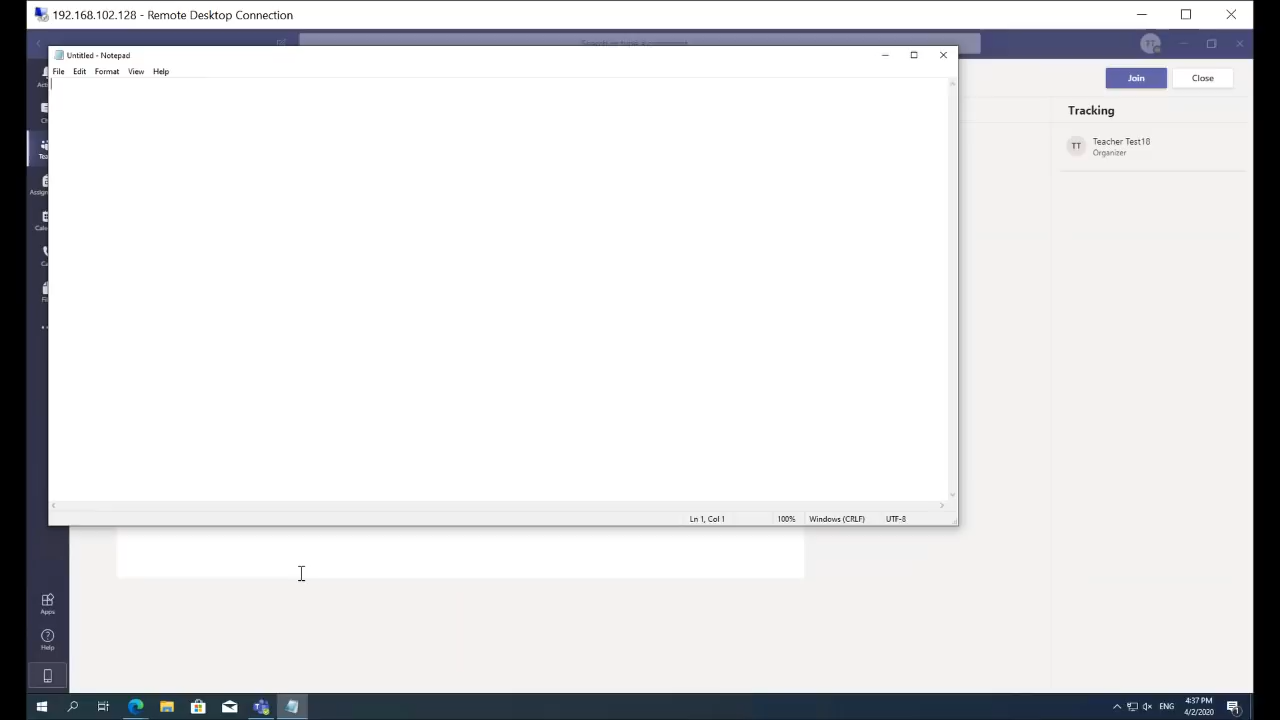 192.168.102.128 - Remote Desktop Connection
Untitled - Notepad
File Edit Format View Help
TT
Join Close
Tracking
TT Teacher Test18
Organizer
Ln 1, Col 1 100% Windows (CRLF) UTF-8
Apps
Help
ENG
4:37 PM
4/2/2020